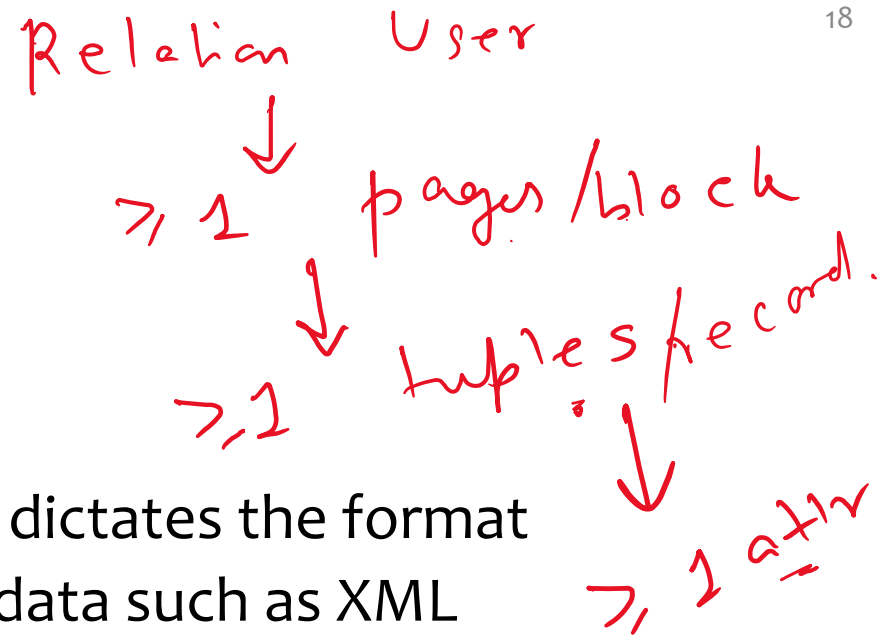 18
Relation User
↓
≥ 1 pages/block
↓
≥ 1 tuples/record.
↓
≥ 1 attr
dictates the format
data such as XML